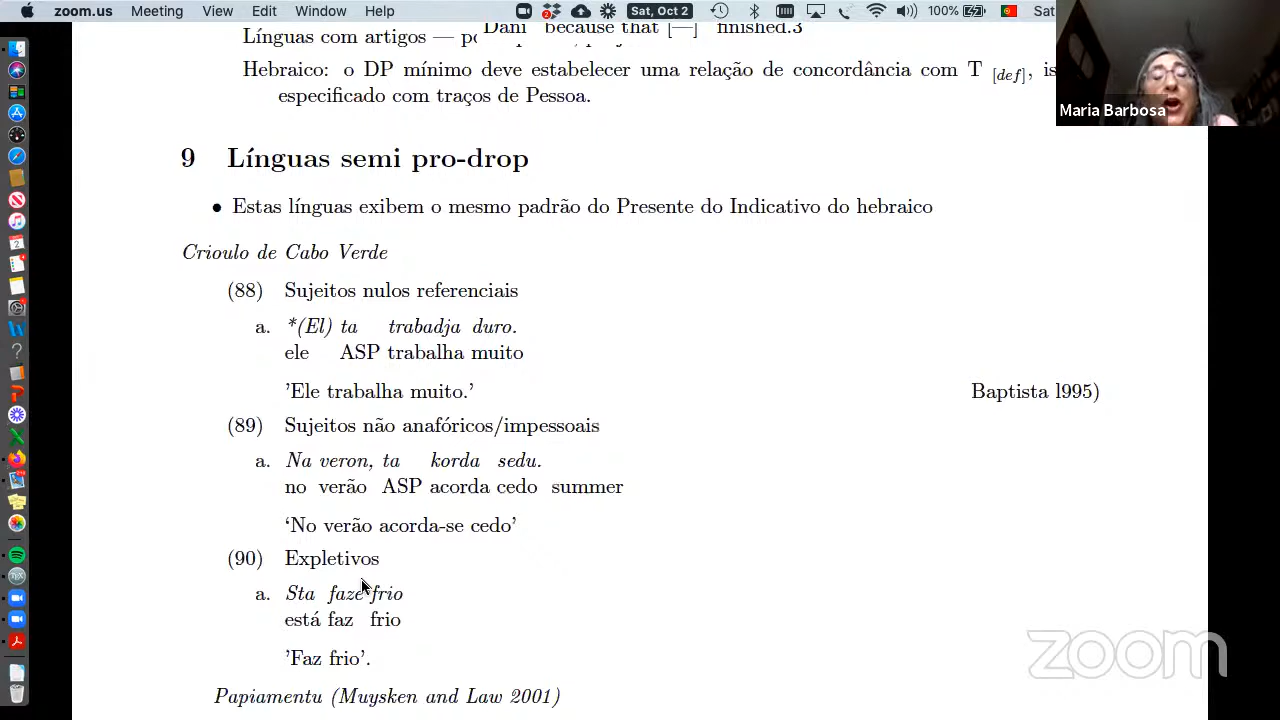 zoom.us Meeting View Edit Window Help Sat, Oct 2 100% Sat
Dani because that [—] finished.3
Línguas com artigos —
Hebraico: o DP mínimo deve estabelecer uma relação de concordância com T [def],
especificado com traços de Pessoa.
Maria Barbosa
9 Línguas semi pro-drop
• Estas línguas exibem o mesmo padrão do Presente do Indicativo do hebraico
Crioulo de Cabo Verde
(88) Sujeitos nulos referenciais
a. *(El) ta trabadja duro.
ele ASP trabalha muito
'Ele trabalha muito.' Baptista l995)
(89) Sujeitos não anafóricos/impessoais
a. Na veron, ta korda sedu.
no verão ASP acorda cedo summer
'No verão acorda-se cedo'
(90) Expletivos
a. Sta faze frio
está faz frio
'Faz frio'.
zoom
Papiamentu (Muysken and Law 2001)